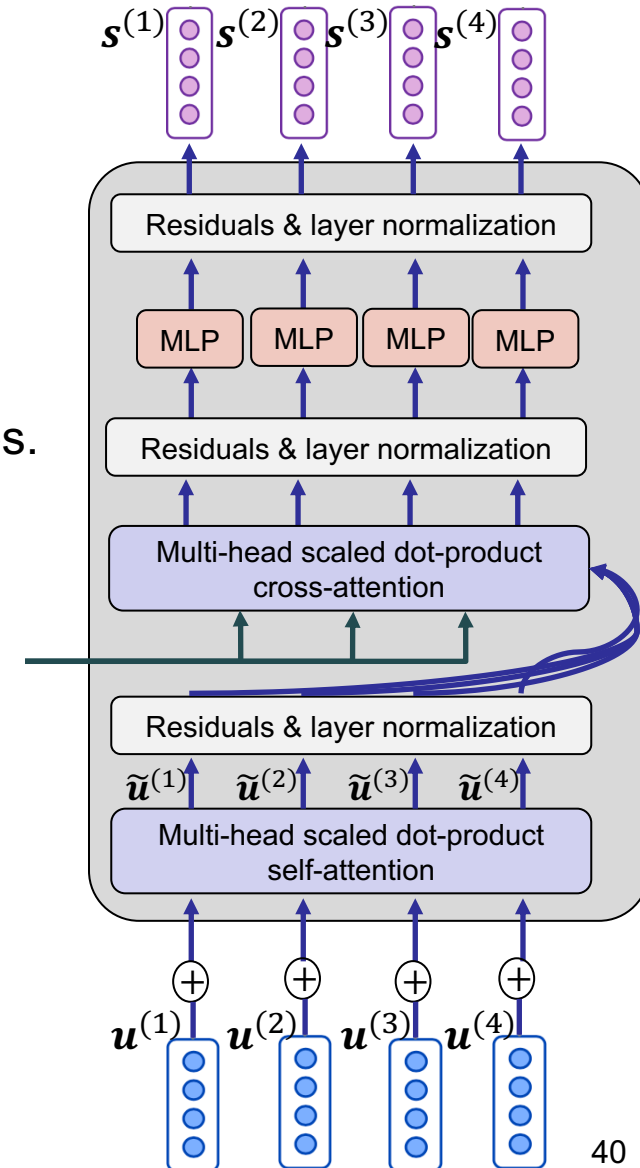 𝒔⁽¹⁾ 𝒔⁽²⁾ 𝒔⁽³⁾ 𝒔⁽⁴⁾
Residuals & layer normalization
MLP MLP MLP MLP
s.
Residuals & layer normalization
Multi-head scaled dot-product
cross-attention
Residuals & layer normalization
𝒖̃⁽¹⁾ 𝒖̃⁽²⁾ 𝒖̃⁽³⁾ 𝒖̃⁽⁴⁾
Multi-head scaled dot-product
self-attention
+ + + +
𝒖⁽¹⁾ 𝒖⁽²⁾ 𝒖⁽³⁾ 𝒖⁽⁴⁾
40